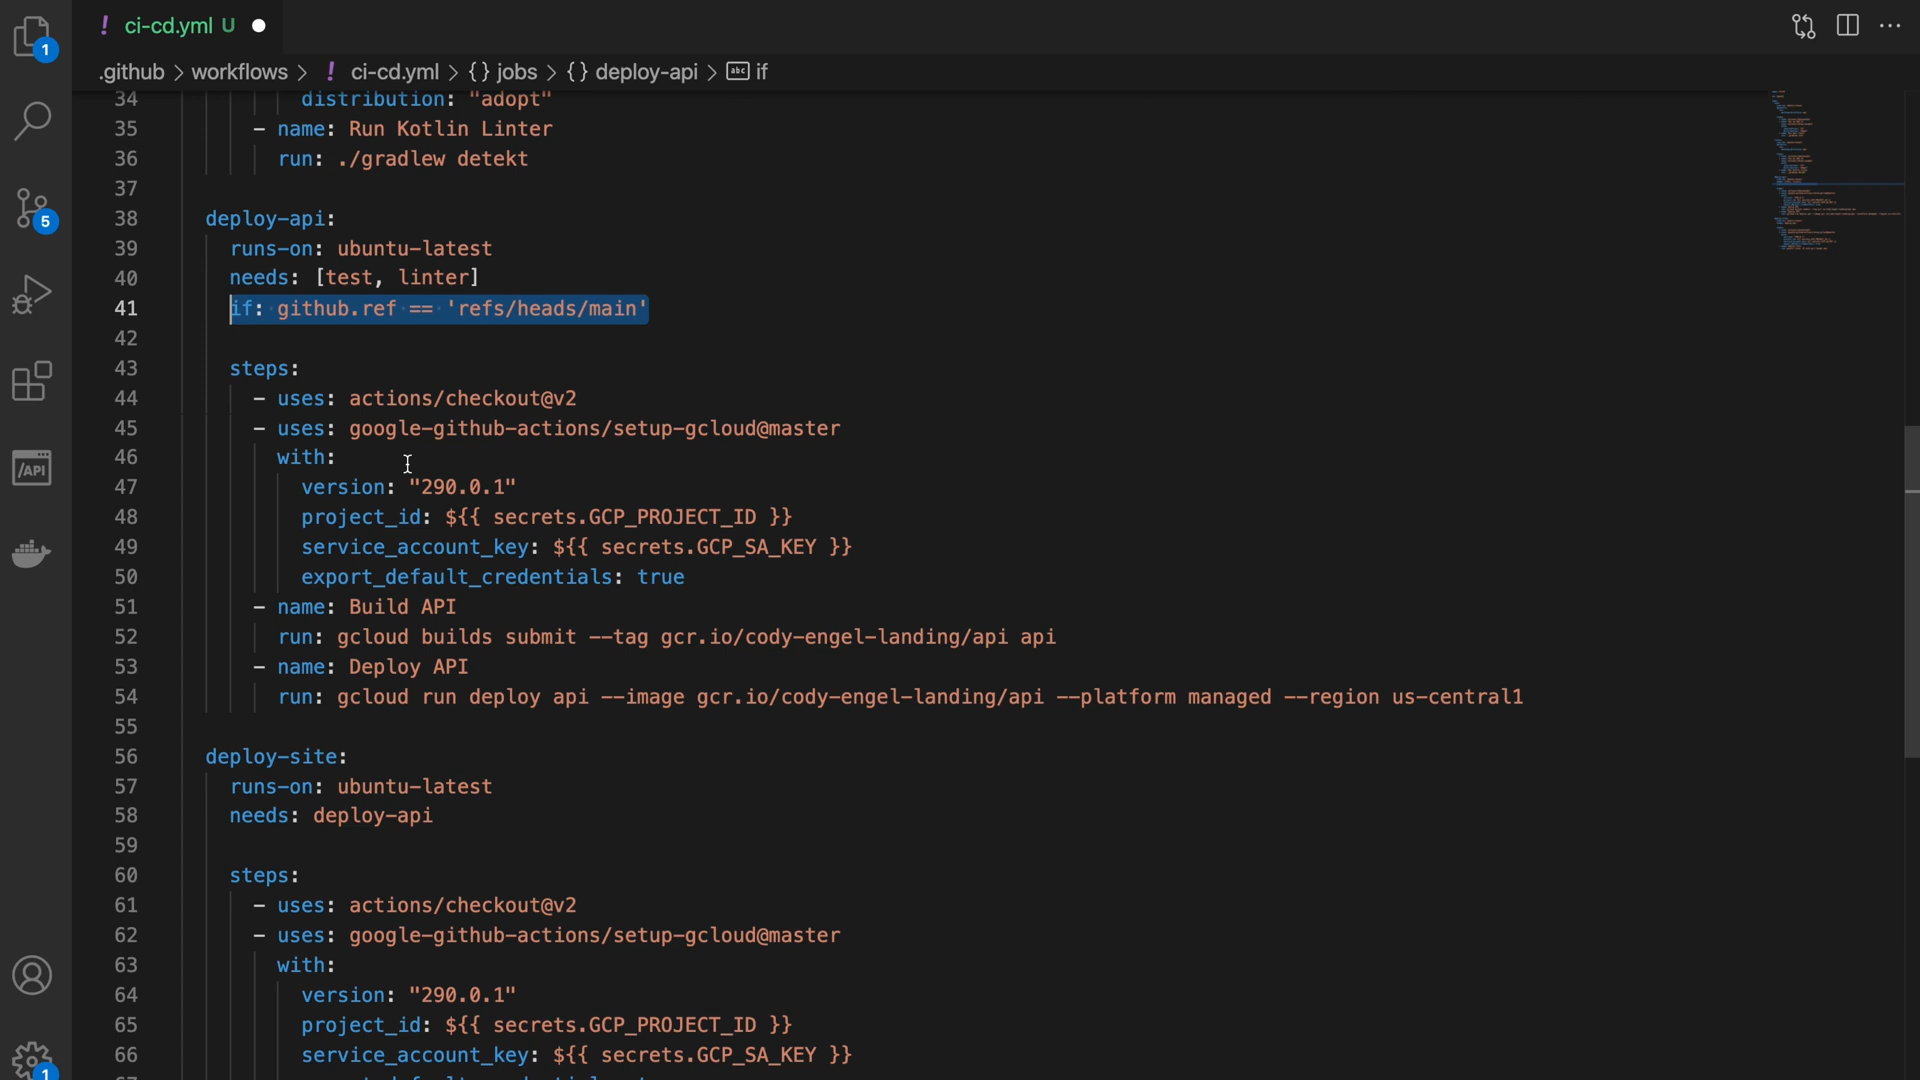 ! ci-cd.yml U
1
.github > workflows > ! ci-cd.yml > {} jobs > {} deploy-api > abc if
34 distribution: "adopt"
35 - name: Run Kotlin Linter
36 run: ./gradlew detekt
37
38 deploy-api:
5
39 runs-on: ubuntu-latest
40 needs: [test, linter]
41 if: github.ref == 'refs/heads/main'
42
43 steps:
44 - uses: actions/checkout@v2
45 - uses: google-github-actions/setup-gcloud@master
46 with:
/API
47 version: "290.0.1"
48 project_id: ${{ secrets.GCP_PROJECT_ID }}
49 service_account_key: ${{ secrets.GCP_SA_KEY }}
50 export_default_credentials: true
51 - name: Build API
52 run: gcloud builds submit --tag gcr.io/cody-engel-landing/api api
53 - name: Deploy API
54 run: gcloud run deploy api --image gcr.io/cody-engel-landing/api --platform managed --region us-central1
55
56 deploy-site:
57 runs-on: ubuntu-latest
58 needs: deploy-api
59
60 steps:
61 - uses: actions/checkout@v2
62 - uses: google-github-actions/setup-gcloud@master
63 with:
64 version: "290.0.1"
65 project_id: ${{ secrets.GCP_PROJECT_ID }}
66 service_account_key: ${{ secrets.GCP_SA_KEY }}
1